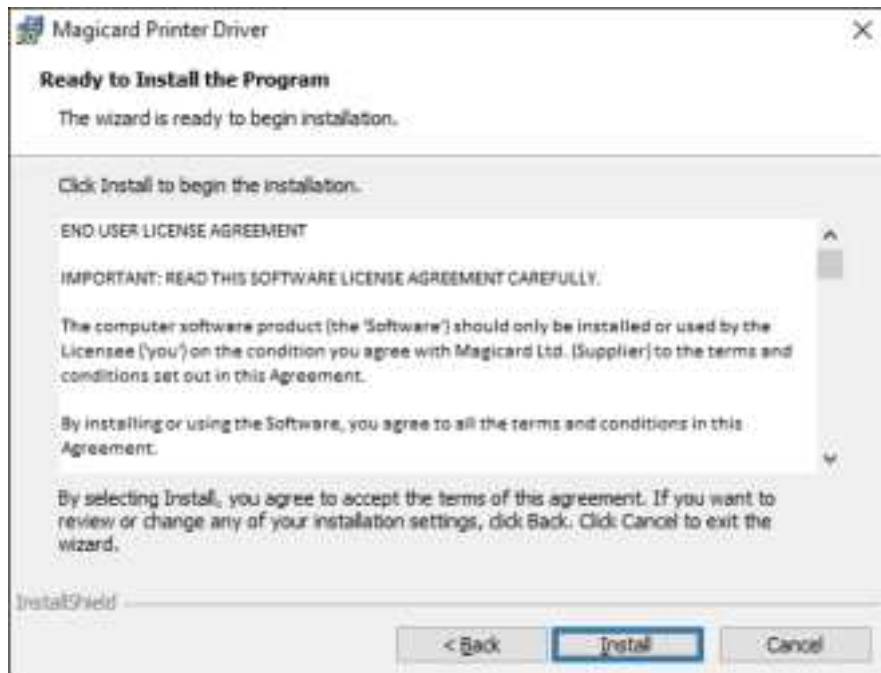 Magicard Printer Driver
Ready to Install the Program
The wizard is ready to begin installation.
Click Install to begin the installation.
END USER LICENSE AGREEMENT
IMPORTANT: READ THIS SOFTWARE LICENSE AGREEMENT CAREFULLY.
The computer software product (the 'Software') should only be installed or used by the
Licensee ('you') on the condition you agree with Magicard Ltd. (Supplier) to the terms and
conditions set out in this Agreement.
By installing or using the Software, you agree to all the terms and conditions in this
Agreement.
By selecting Install, you agree to accept the terms of this agreement. If you want to
review or change any of your installation settings, click Back. Click Cancel to exit the
wizard.
InstallShield
< Back
Install
Cancel